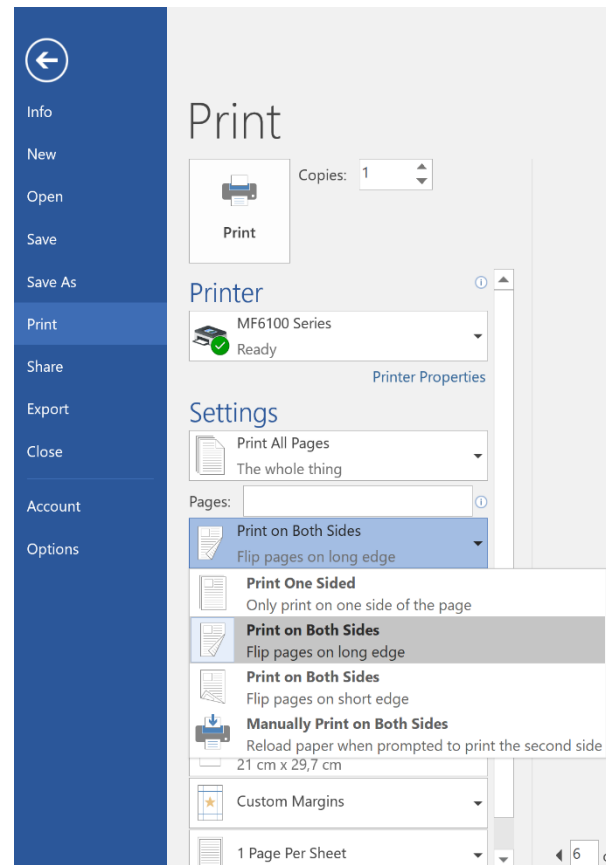 Info
New
Open
Save
Save As
Print
Share
Export
Close
Account
Options
Print
Print
Copies: 1
Printer
MF6100 Series
Ready
Printer Properties
Settings
Print All Pages
The whole thing
Pages:
Print on Both Sides
Flip pages on long edge
Print One Sided
Only print on one side of the page
Print on Both Sides
Flip pages on long edge
Print on Both Sides
Flip pages on short edge
Manually Print on Both Sides
Reload paper when prompted to print the second side
21 cm x 29,7 cm
Custom Margins
1 Page Per Sheet
6